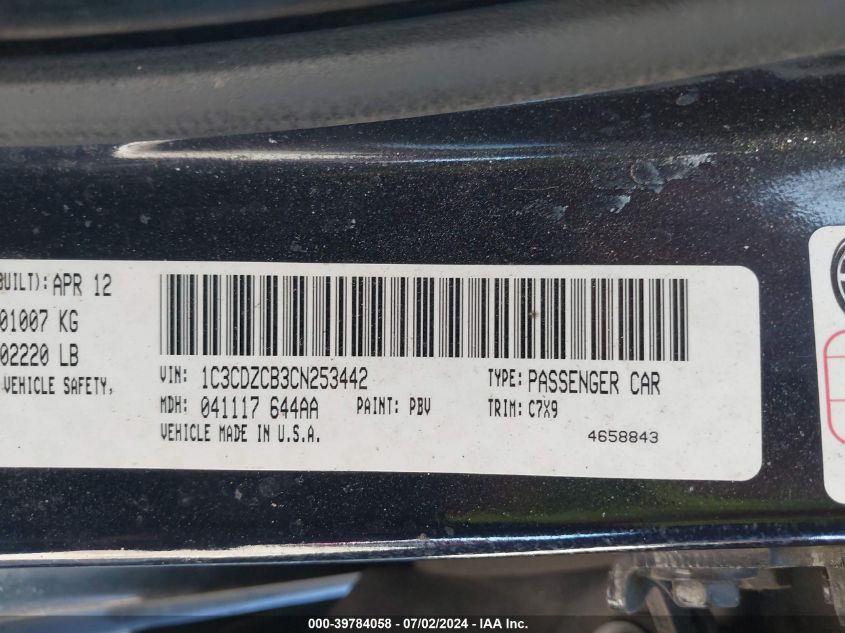 BUILT): APR 12
01007 KG
02220 LB
VEHICLE SAFETY,
VIN: 1C3CDZCB3CN253442 TYPE: PASSENGER CAR
MDH: 041117 644AA PAINT: PBV TRIM: C7X9
VEHICLE MADE IN U.S.A. 4658843
000-39784058 - 07/02/2024 - IAA Inc.